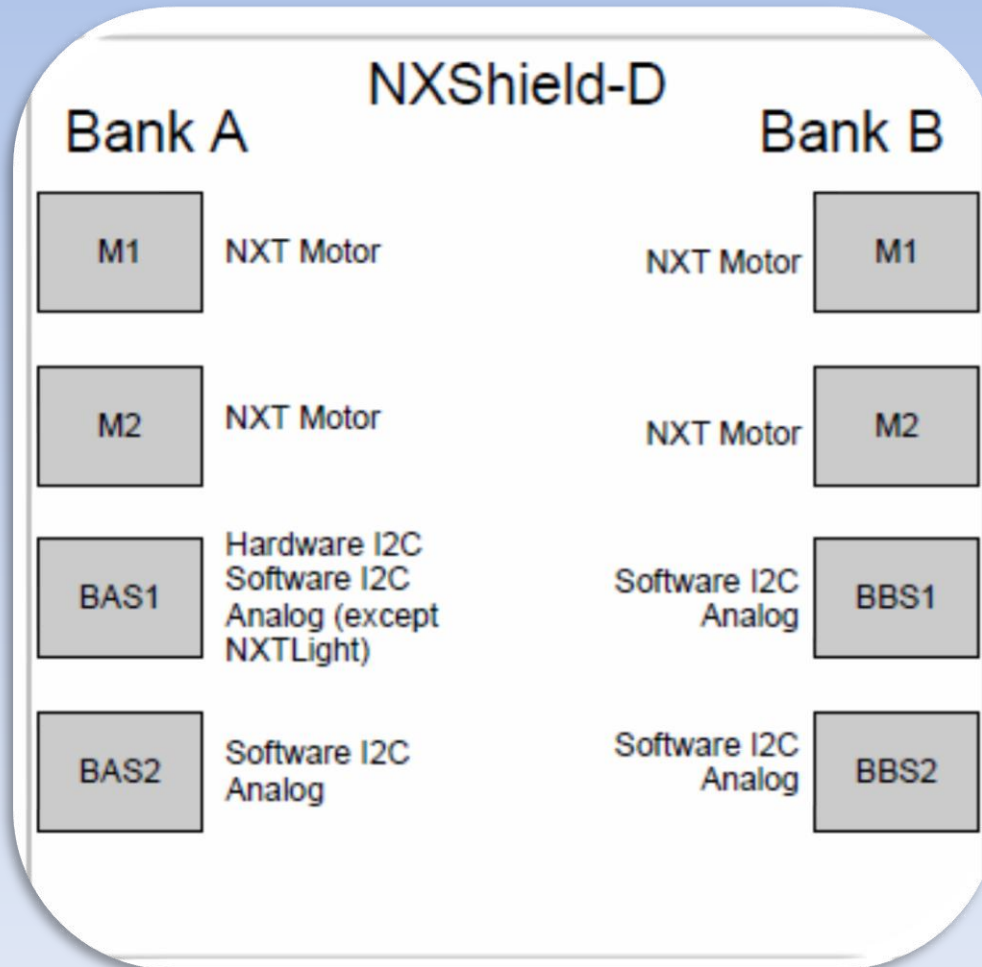 NXShield-D
Bank A
Bank B
M1
NXT Motor
NXT Motor
M1
M2
NXT Motor
NXT Motor
M2
BAS1
Hardware I2C
Software I2C
Analog (except
NXTLight)
Software I2C
Analog
BBS1
BAS2
Software I2C
Analog
Software I2C
Analog
BBS2